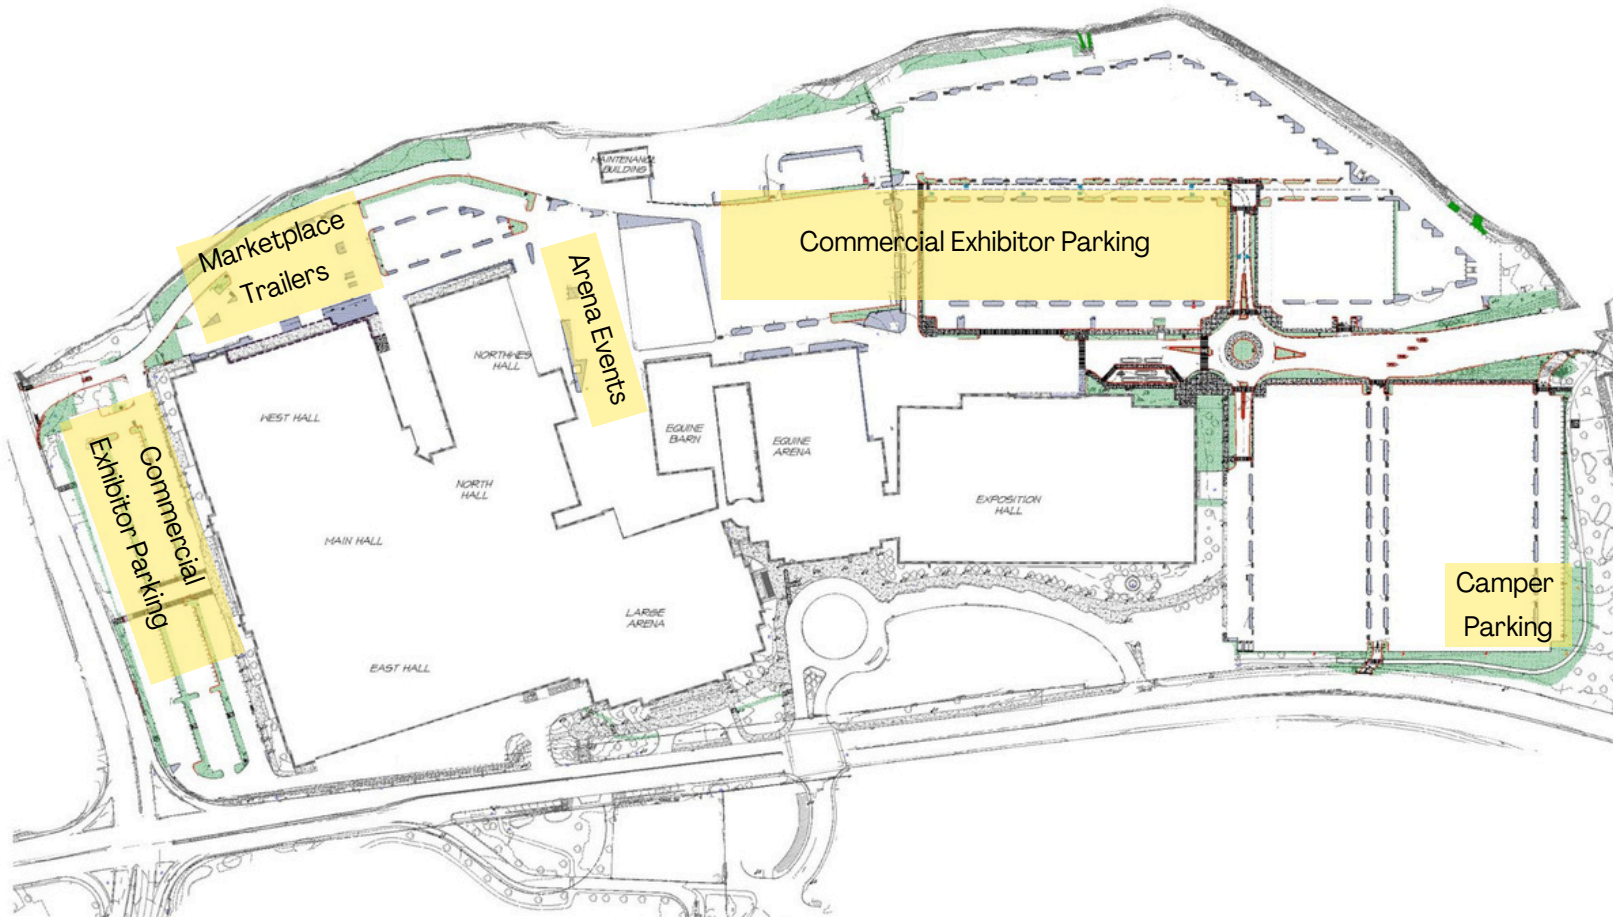 MAINTENANCE
BUILDING
Marketplace
Trailers
Commercial Exhibitor Parking
Arena Events
NORTHWES
HALL
WEST HALL
EQUINE
BARN
EQUINE
ARENA
Commercial
Exhibitor Parking
NORTH
HALL
EXPOSITION
HALL
MAIN HALL
Camper
Parking
LARGE
ARENA
EAST HALL